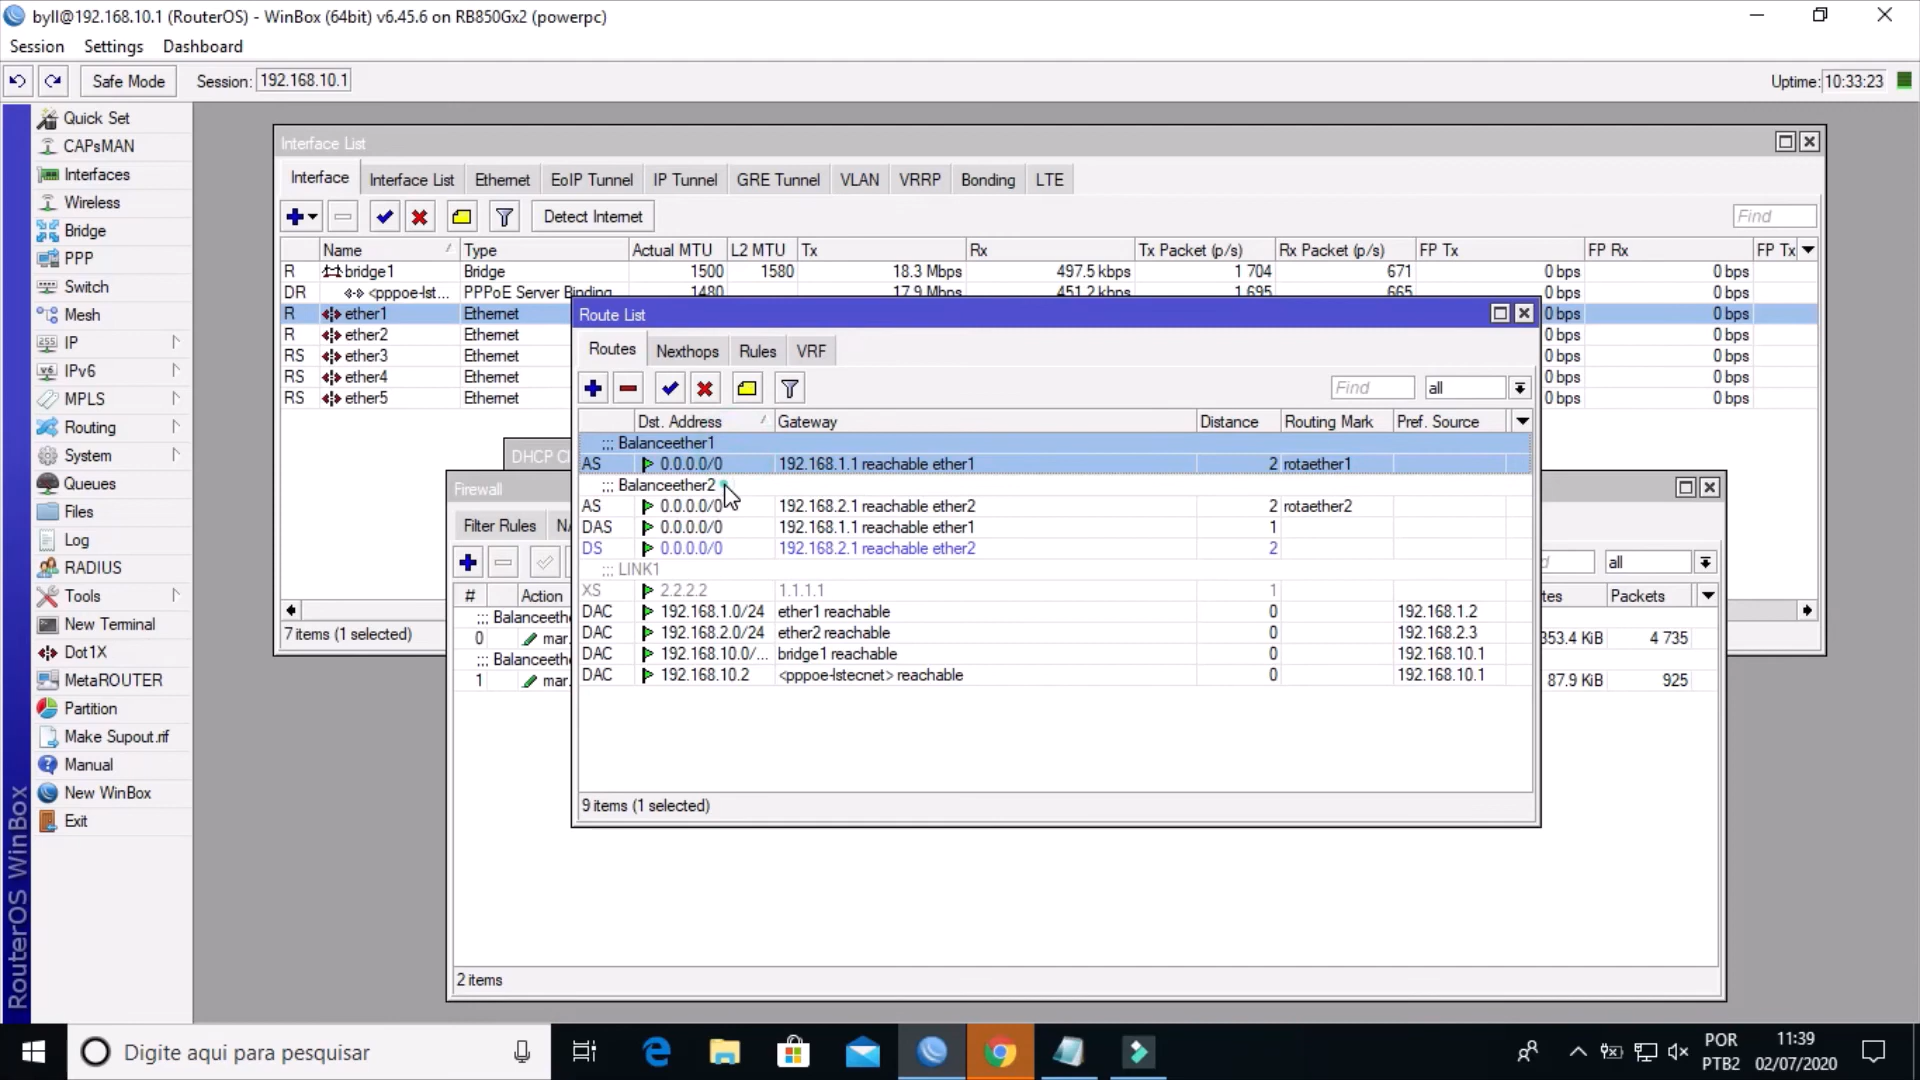 byll@192.168.10.1 (RouterOS) - WinBox (64bit) v6.45.6 on RB850Gx2 (powerpc)
Session Settings Dashboard
Safe Mode Session: 192.168.10.1 Uptime: 10:33:23
Quick Set
CAPsMAN
Interfaces
Wireless
Bridge
PPP
Switch
Mesh
IP
IPv6
MPLS
Routing
System
Queues
Files
Log
RADIUS
Tools
New Terminal
Dot1X
MetaROUTER
Partition
Make Supout.rif
Manual
New WinBox
Exit
RouterOS WinBox
Interface List
Interface Interface List Ethernet EoIP Tunnel IP Tunnel GRE Tunnel VLAN VRRP Bonding LTE
Detect Internet Find
Name Type Actual MTU L2 MTU Tx Rx Tx Packet (p/s) Rx Packet (p/s) FP Tx FP Rx FP Tx
R bridge1 Bridge 1500 1580 18.3 Mbps 497.5 kbps 1 704 671 0 bps 0 bps
DR <pppoe-lst... PPPoE Server Binding 1480 17.9 Mbps 451.2 kbps 1 695 665 0 bps 0 bps
R ether1 Ethernet 0 bps 0 bps
R ether2 Ethernet 0 bps 0 bps
RS ether3 Ethernet 0 bps 0 bps
RS ether4 Ethernet 0 bps 0 bps
RS ether5 Ethernet 0 bps 0 bps
7 items (1 selected)
Route List
Routes Nexthops Rules VRF
Find all
Dst. Address Gateway Distance Routing Mark Pref. Source
::: Balanceether1
AS 0.0.0.0/0 192.168.1.1 reachable ether1 2 rotaether1
::: Balanceether2
AS 0.0.0.0/0 192.168.2.1 reachable ether2 2 rotaether2
DAS 0.0.0.0/0 192.168.1.1 reachable ether1 1
DS 0.0.0.0/0 192.168.2.1 reachable ether2 2
::: LINK1
XS 2.2.2.2 1.1.1.1 1
DAC 192.168.1.0/24 ether1 reachable 0 192.168.1.2
DAC 192.168.2.0/24 ether2 reachable 0 192.168.2.3
DAC 192.168.10.0/... bridge1 reachable 0 192.168.10.1
DAC 192.168.10.2 <pppoe-lstecnet> reachable 0 192.168.10.1
9 items (1 selected)
DHCP
Firewall
Filter Rules
all
# Action Packets
::: Balanceethe
0 mar. 353.4 KiB 4 735
::: Balanceethe
1 mar. 87.9 KiB 925
2 items
Digite aqui para pesquisar
POR
PTB2
11:39
02/07/2020